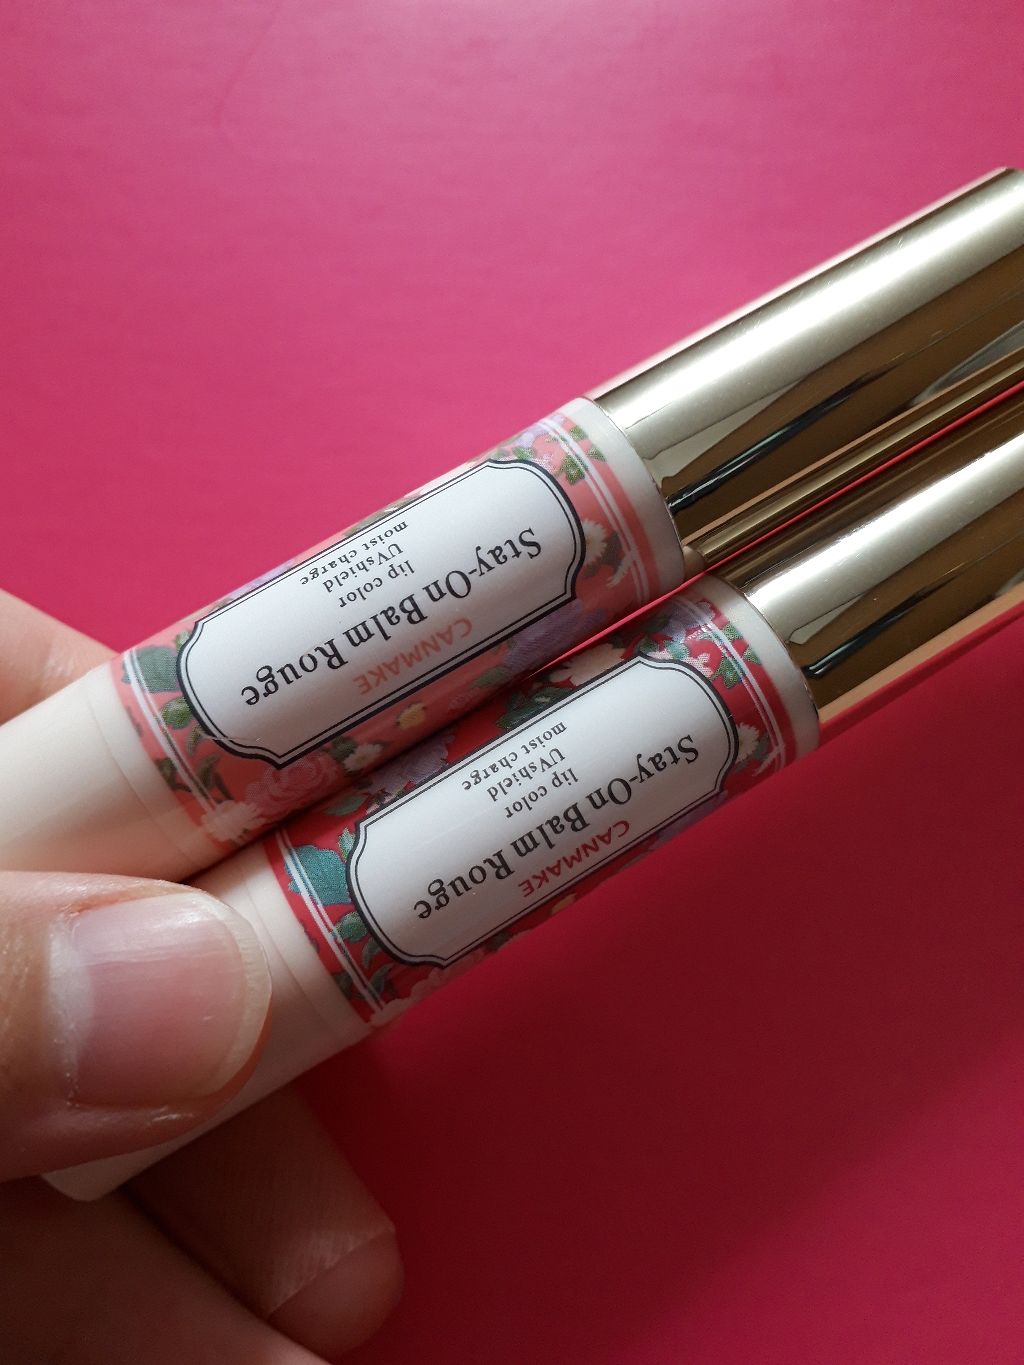 CANMAKE
Stay-On Balm Rouge
lip color
UVshield
moist charge
CANMAKE
Stay-On Balm Rouge
lip color
UVshield
moist charge